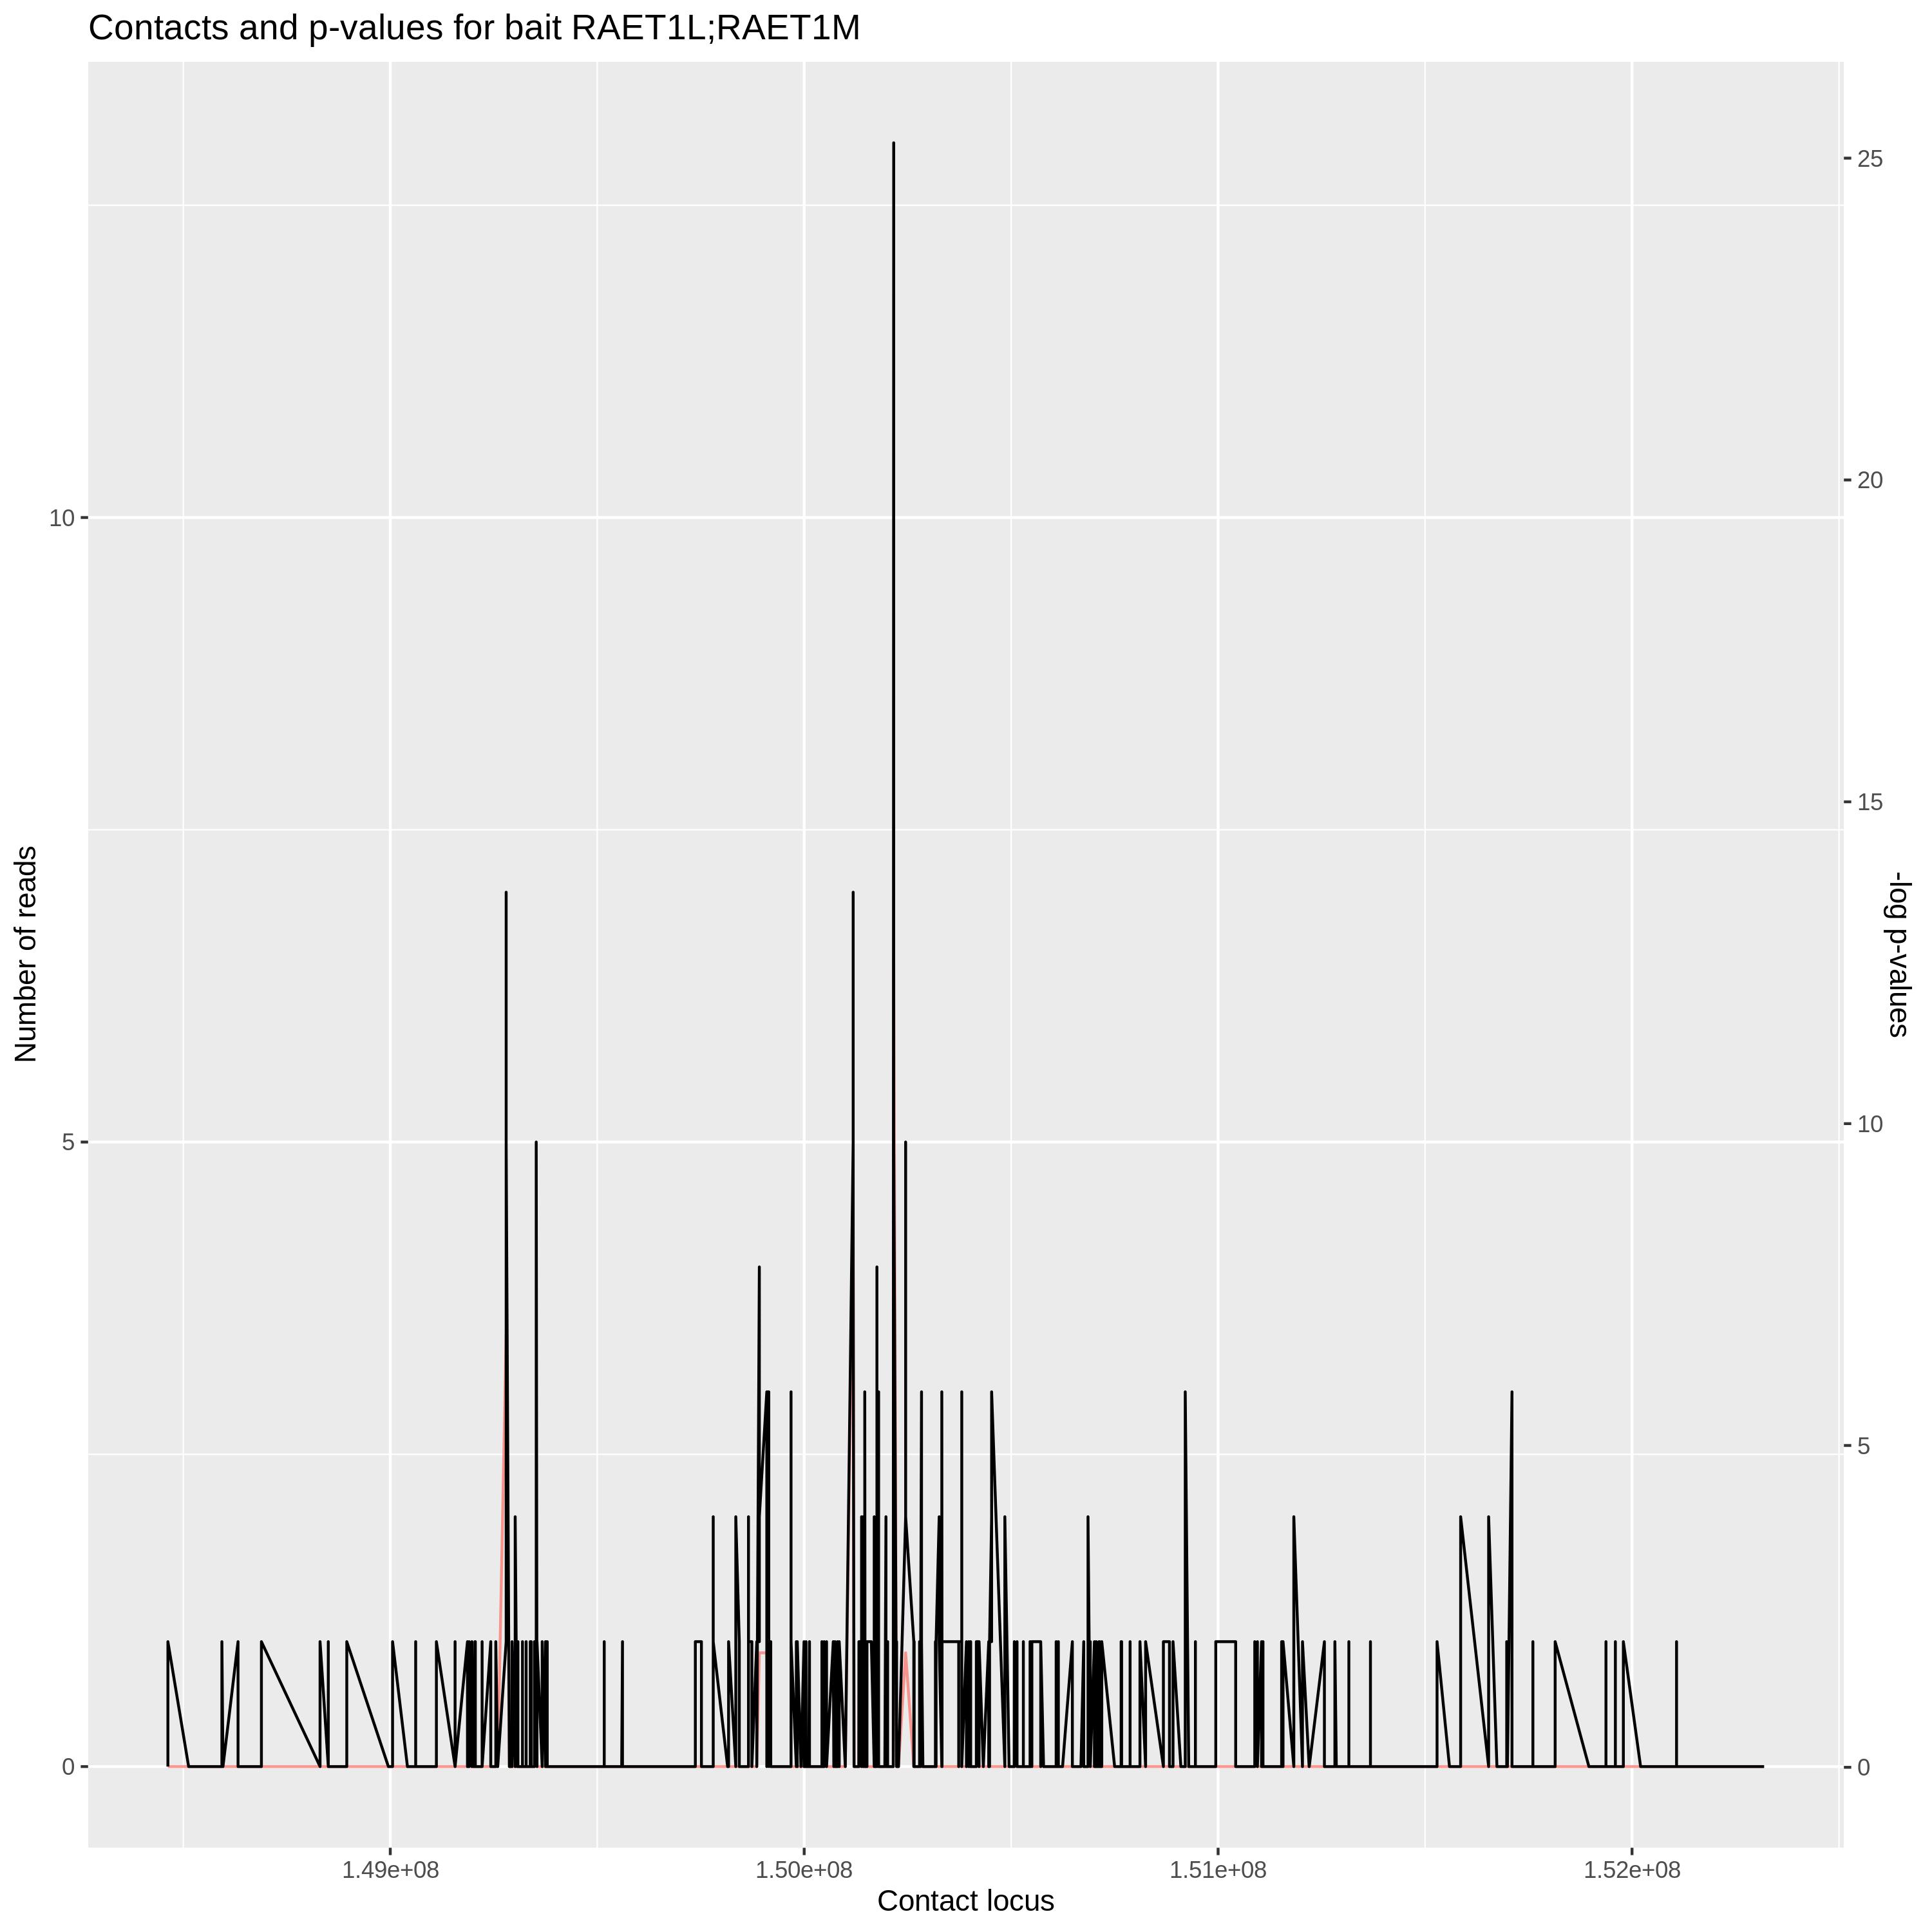 Contacts and p-values for bait RAET1L;RAET1M
Number of reads
10
5
0
25
20
15
10
5
0
-log p-values
1.49e+08
1.50e+08
1.51e+08
1.52e+08
Contact locus